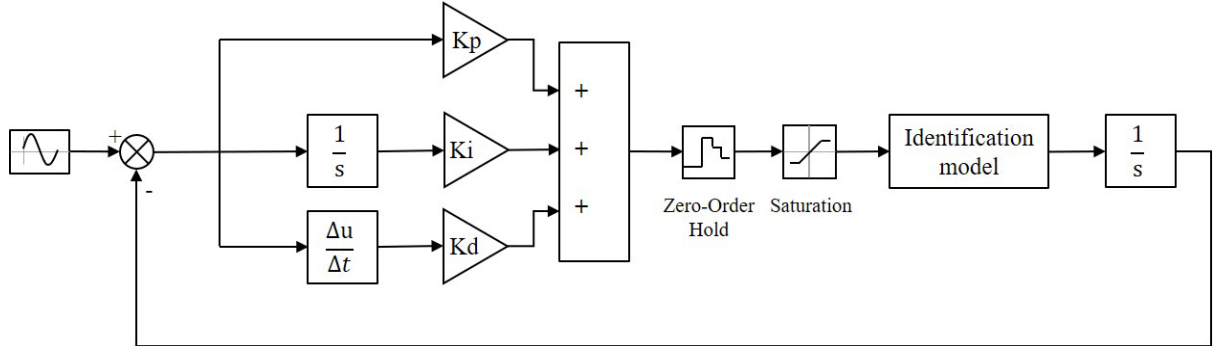 Kp
+
+
1
s
Ki
+
Identification
model
1
s
-
Zero-Order
Hold
Saturation
Δu
Δt
Kd
+